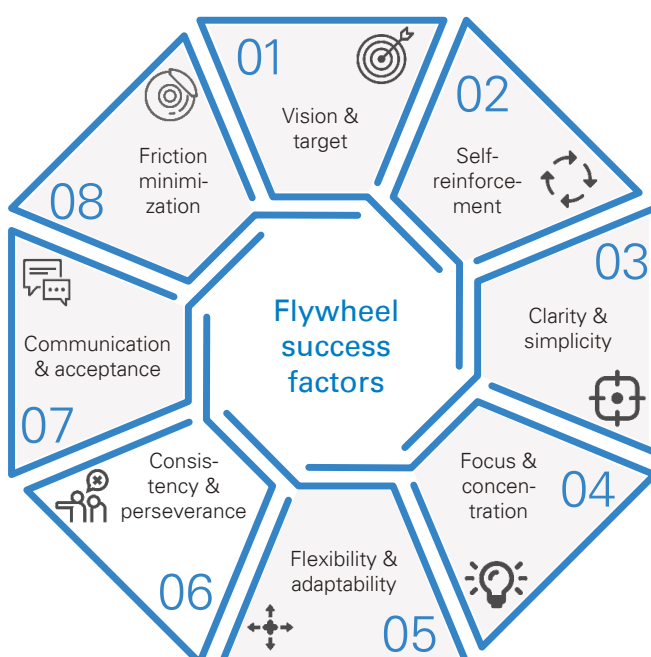 01
Vision &
target
02
Self-
reinforce-
ment
03
Clarity &
simplicity
04
Focus &
concen-
tration
05
Flexibility &
adaptability
06
Consis-
tency &
perseverance
07
Communication
& acceptance
08
Friction
minimi-
zation
Flywheel
success
factors